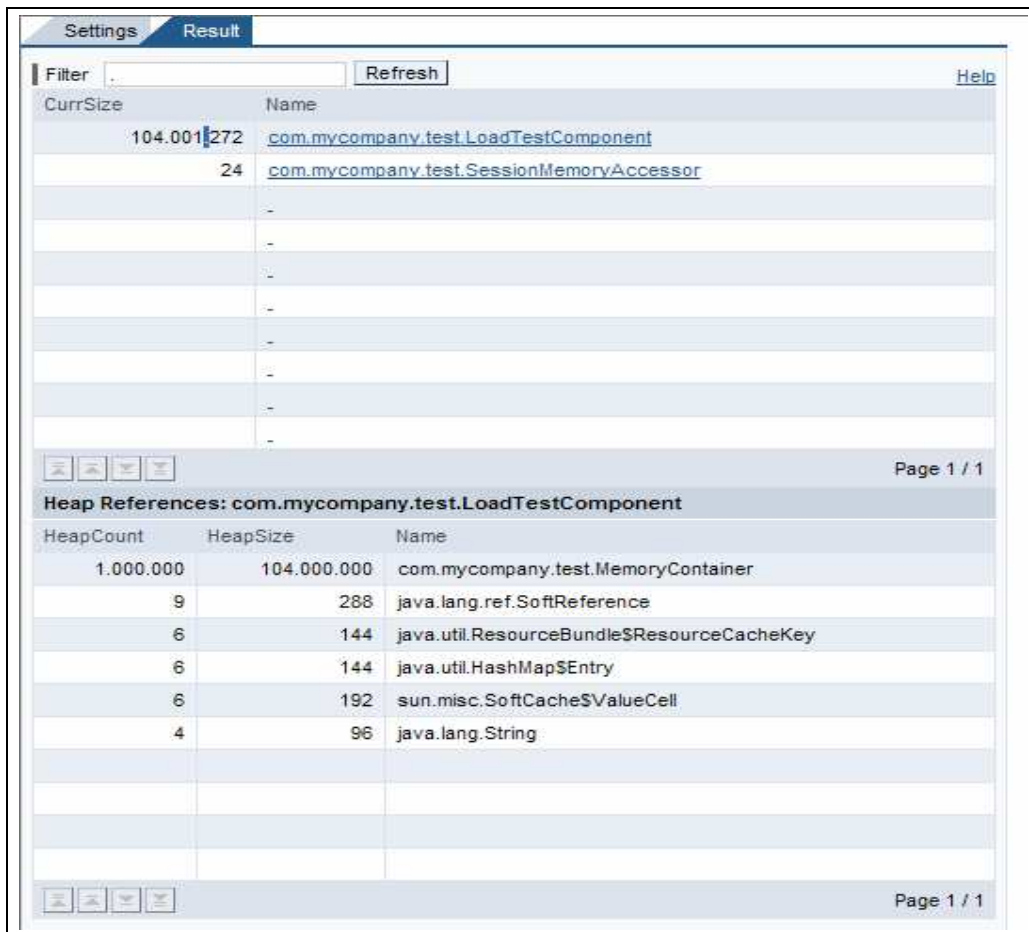 Settings Result
Filter . Refresh Help
CurrSize Name
104.001.272 com.mycompany.test.LoadTestComponent
24 com.mycompany.test.SessionMemoryAccessor
-
-
-
-
-
-
-
-
Page 1 / 1
Heap References: com.mycompany.test.LoadTestComponent
HeapCount HeapSize Name
1.000.000 104.000.000 com.mycompany.test.MemoryContainer
9 288 java.lang.ref.SoftReference
6 144 java.util.ResourceBundle$ResourceCacheKey
6 144 java.util.HashMap$Entry
6 192 sun.misc.SoftCache$ValueCell
4 96 java.lang.String
Page 1 / 1